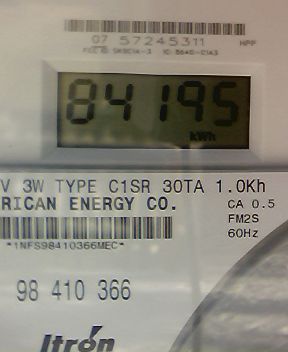 07 57245311 HPP
84195
kWh
V 3W TYPE C1SR 30TA 1.0Kh
RICAN ENERGY CO. CA 0.5
FM2S
*1NFS98410366MEC* 60Hz
98 410 366
Itron